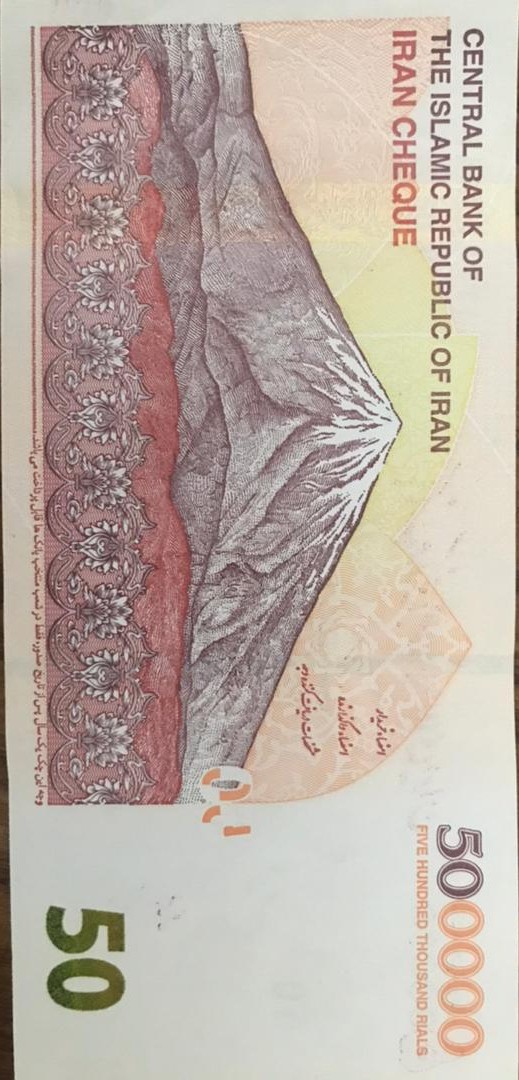 CENTRAL BANK OF
THE ISLAMIC REPUBLIC OF IRAN
IRAN CHEQUE
500000
FIVE HUNDRED THOUSAND RIALS
امضاء خریدار
امضاء واگذارنده
مشخصات دریافت کننده وجه
50
وجه این چک یک سال پس از تاریخ صدور، فقط در شعب منتخب بانک ها قابل پرداخت می باشد.